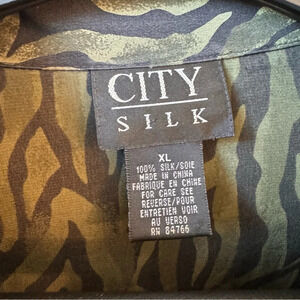 CITY
SILK
XL
100% SILK/SOIE
MADE IN CHINA
FABRIQUE EN CHINE
FOR CARE SEE
REVERSE/POUR
ENTRETIEN VOIR
AU VERSO
RN 84766